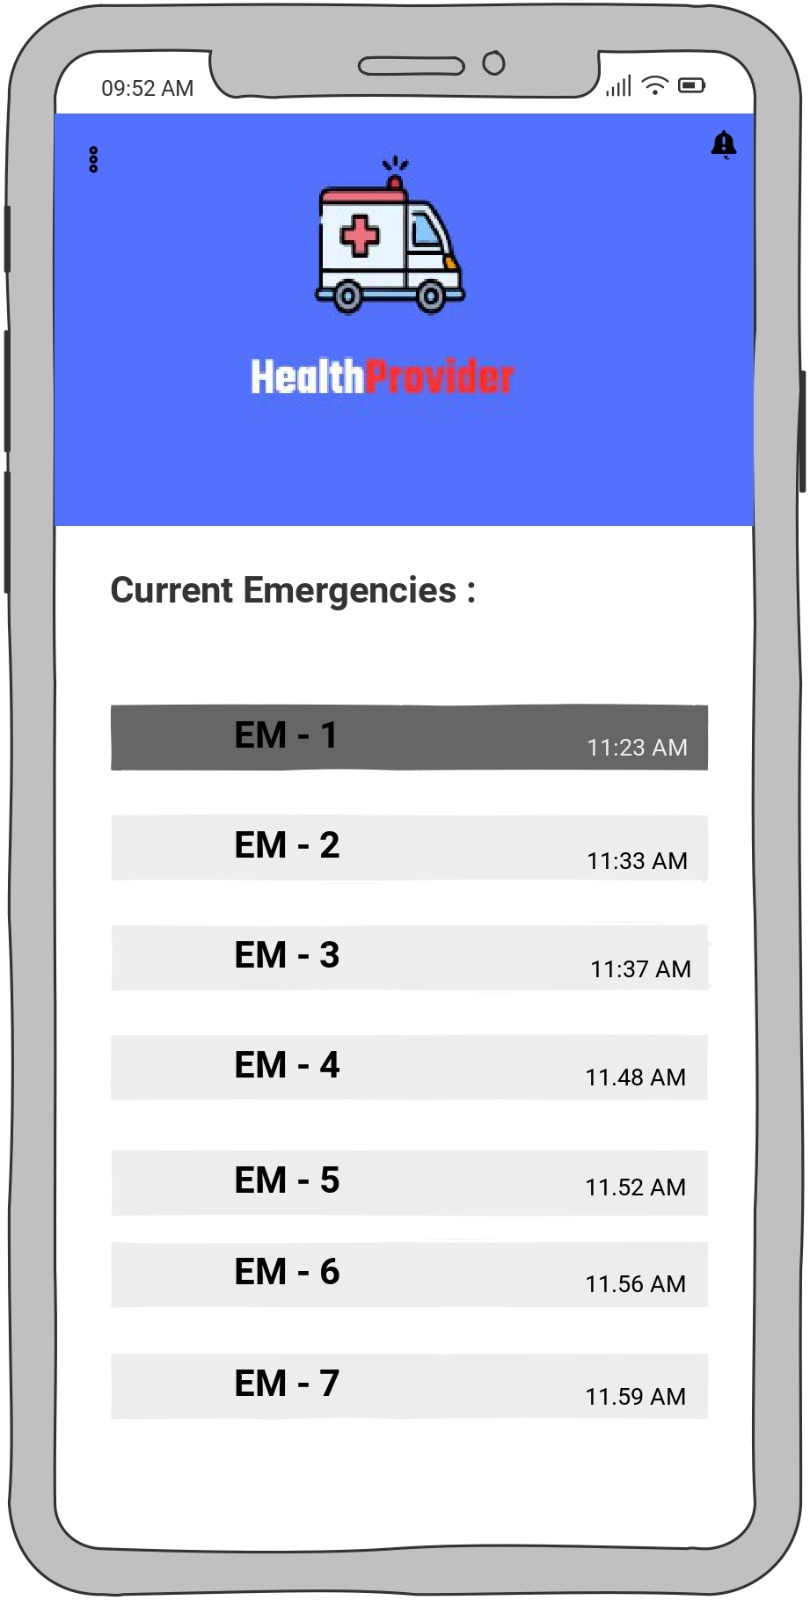 09:52 AM
HealthProvider
Current Emergencies :
EM - 1
11:23 AM
EM - 2
11:33 AM
EM - 3
11:37 AM
EM - 4
11.48 AM
EM - 5
11.52 AM
EM - 6
11.56 AM
EM - 7
11.59 AM